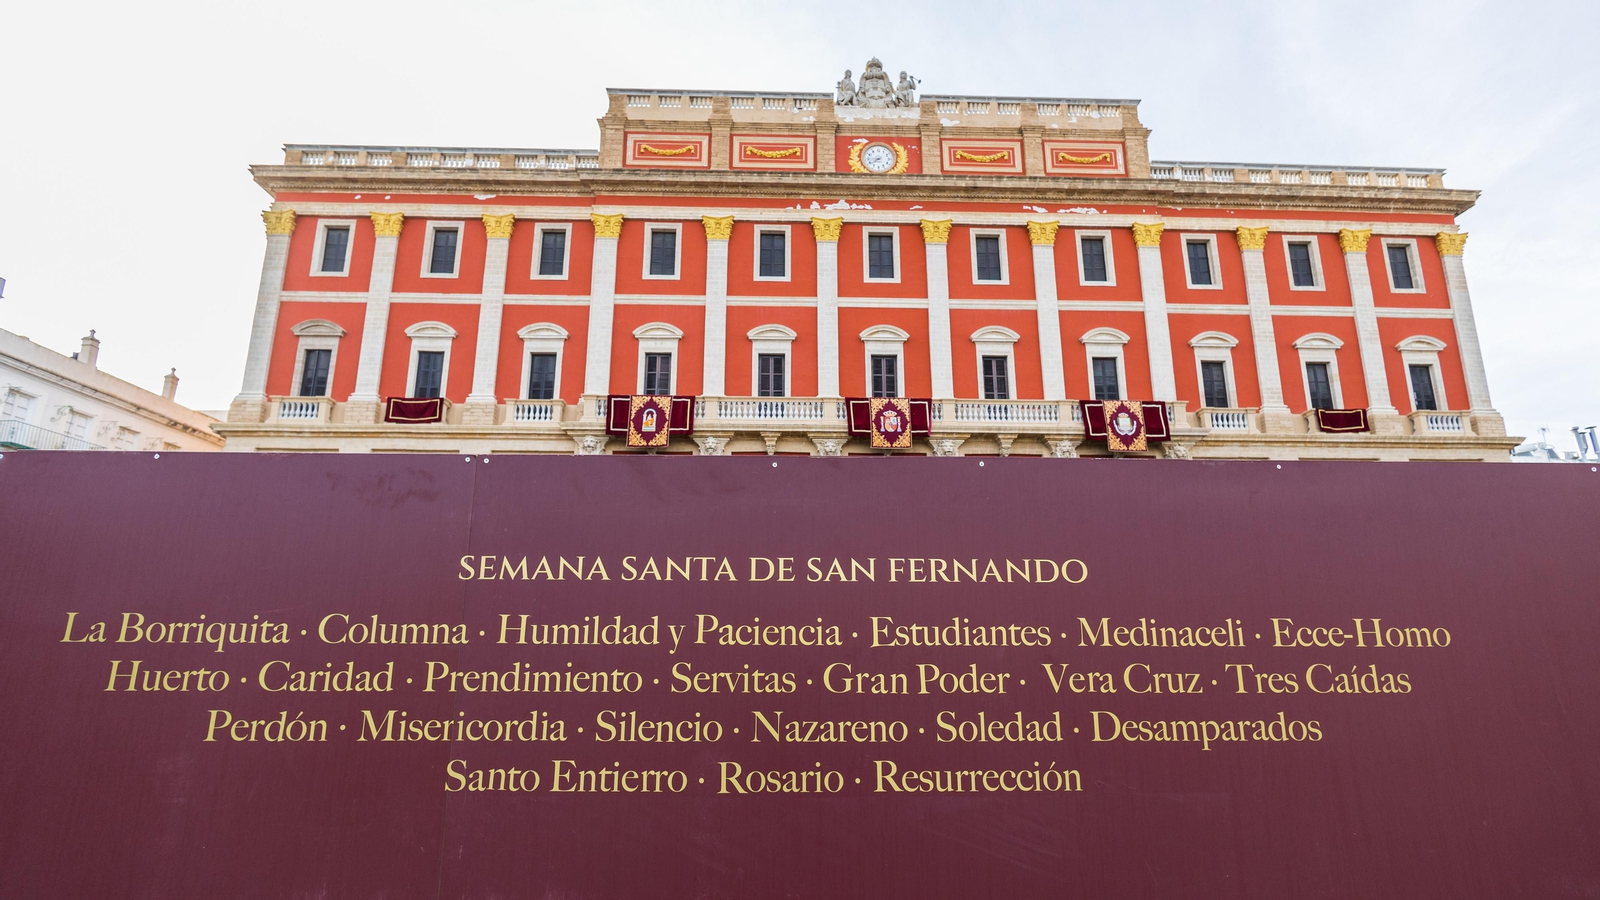 SEMANA SANTA DE SAN FERNANDO
La Borriquita · Columna · Humildad y Paciencia · Estudiantes · Medinaceli · Ecce-Homo
Huerto · Caridad · Prendimiento · Servitas · Gran Poder · Vera Cruz · Tres Caídas
Perdón · Misericordia · Silencio · Nazareno · Soledad · Desamparados
Santo Entierro · Rosario · Resurrección